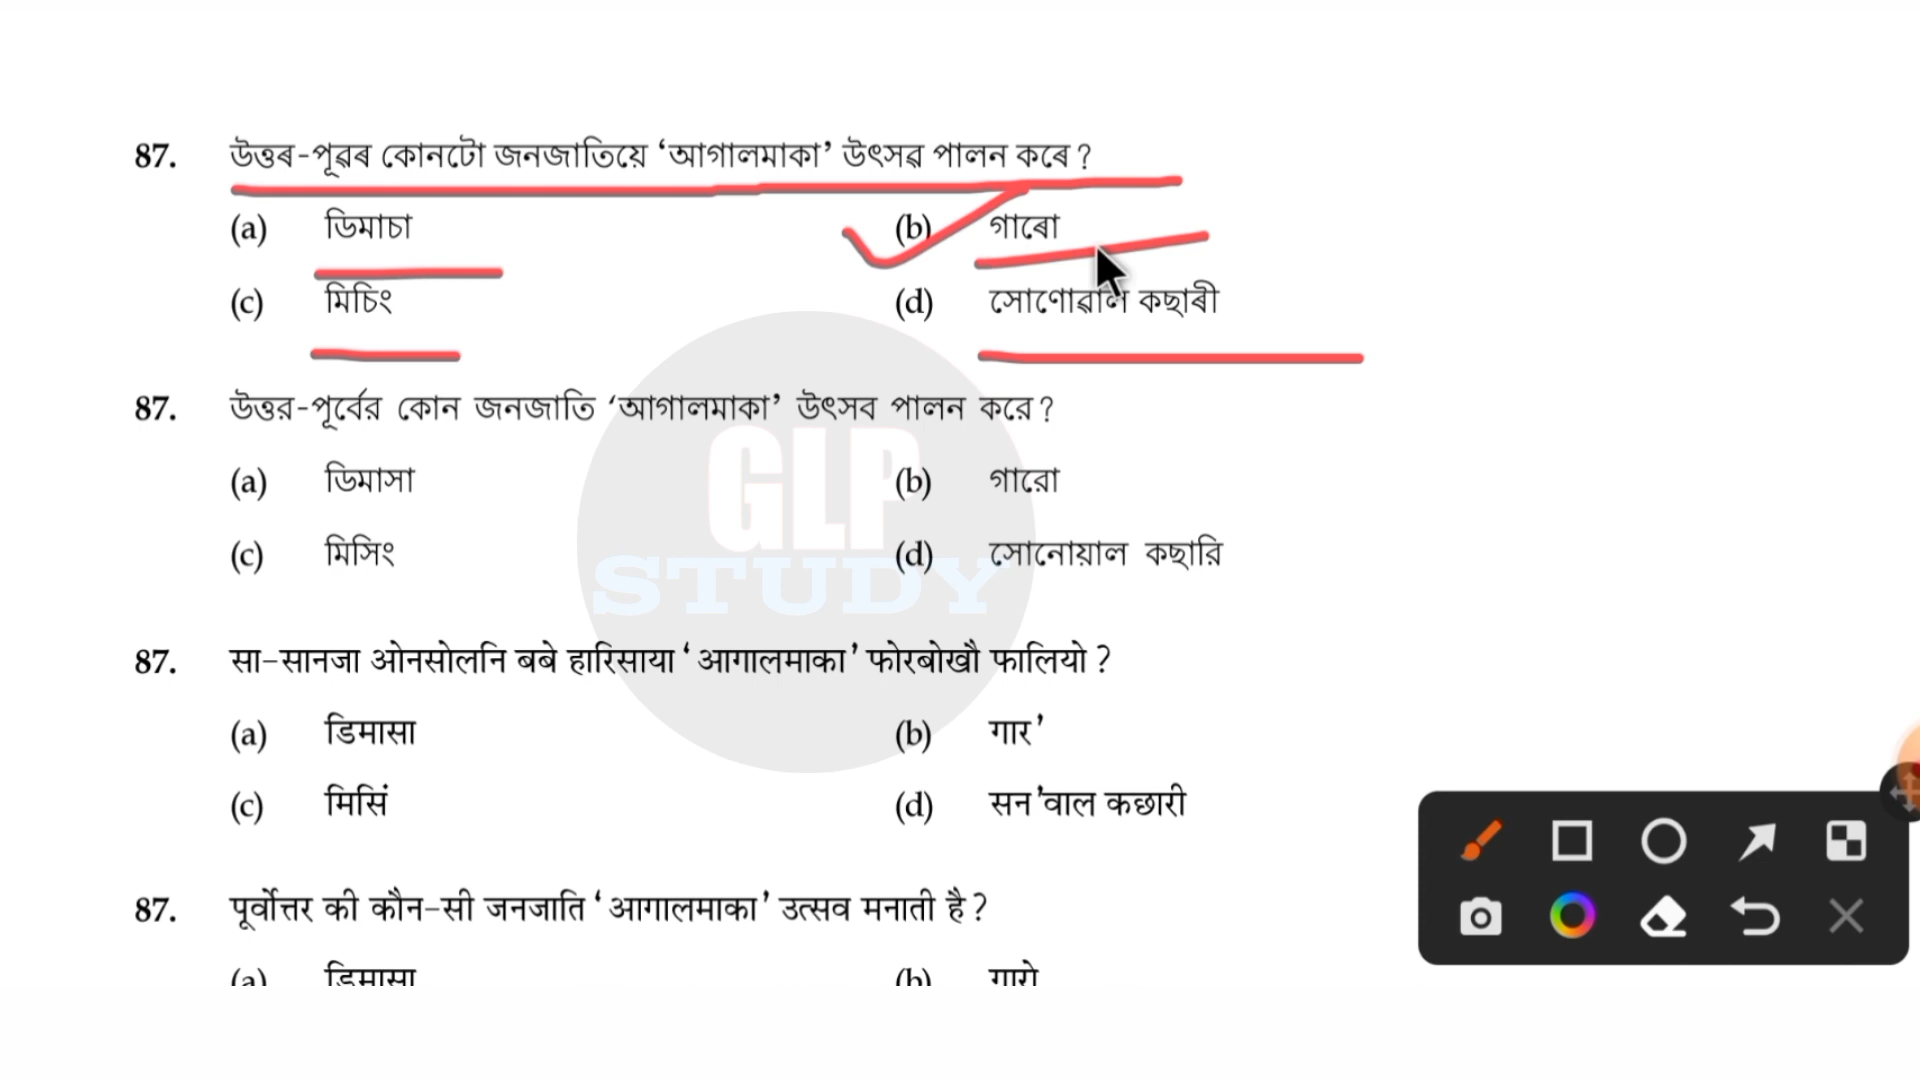 87. উত্তৰ-পূৱৰ কোনটো জনজাতিয়ে ‘আগালমাকা’ উৎসৱ পালন কৰে ?
(a) ডিমাচা (b) গাৰো
(c) মিচিং (d) সোণোৱাল কছাৰী
87. উত্তর-পূর্বের কোন জনজাতি ‘আগালমাকা’ উৎসব পালন করে ?
(a) ডিমাসা (b) গারো
(c) মিসিং (d) সোনোয়াল কছারি
GLP
STUDY
87. सा-सानजा ओनसोलनि बबे हारिसाया ‘आगालमाका’ फोरबोखौ फालियो ?
(a) डिमासा (b) गार’
(c) मिसिं (d) सन’वाल कछारी
87. पूर्वोत्तर की कौन-सी जनजाति ‘आगालमाका’ उत्सव मनाती है ?
(a) डिमासा (b) गारो